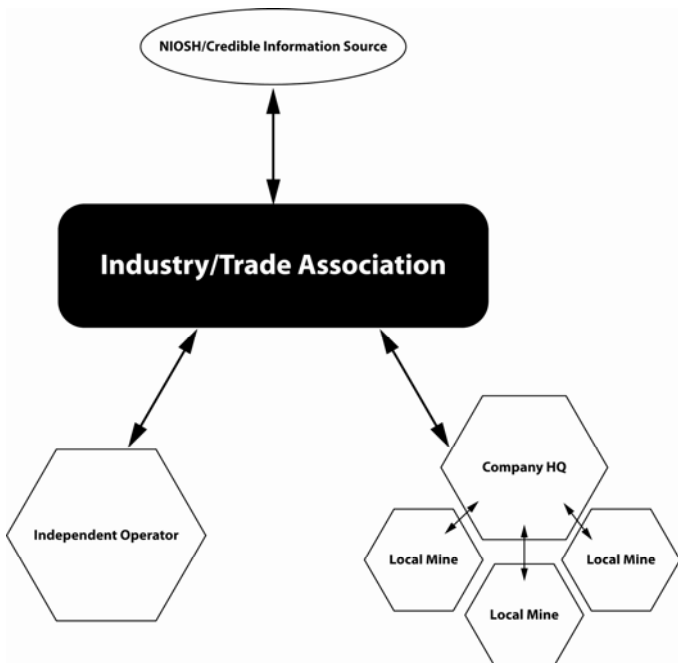 NIOSH/Credible Information Source
Industry/Trade Association
Company HQ
Independent Operator
Local Mine
Local Mine
Local Mine